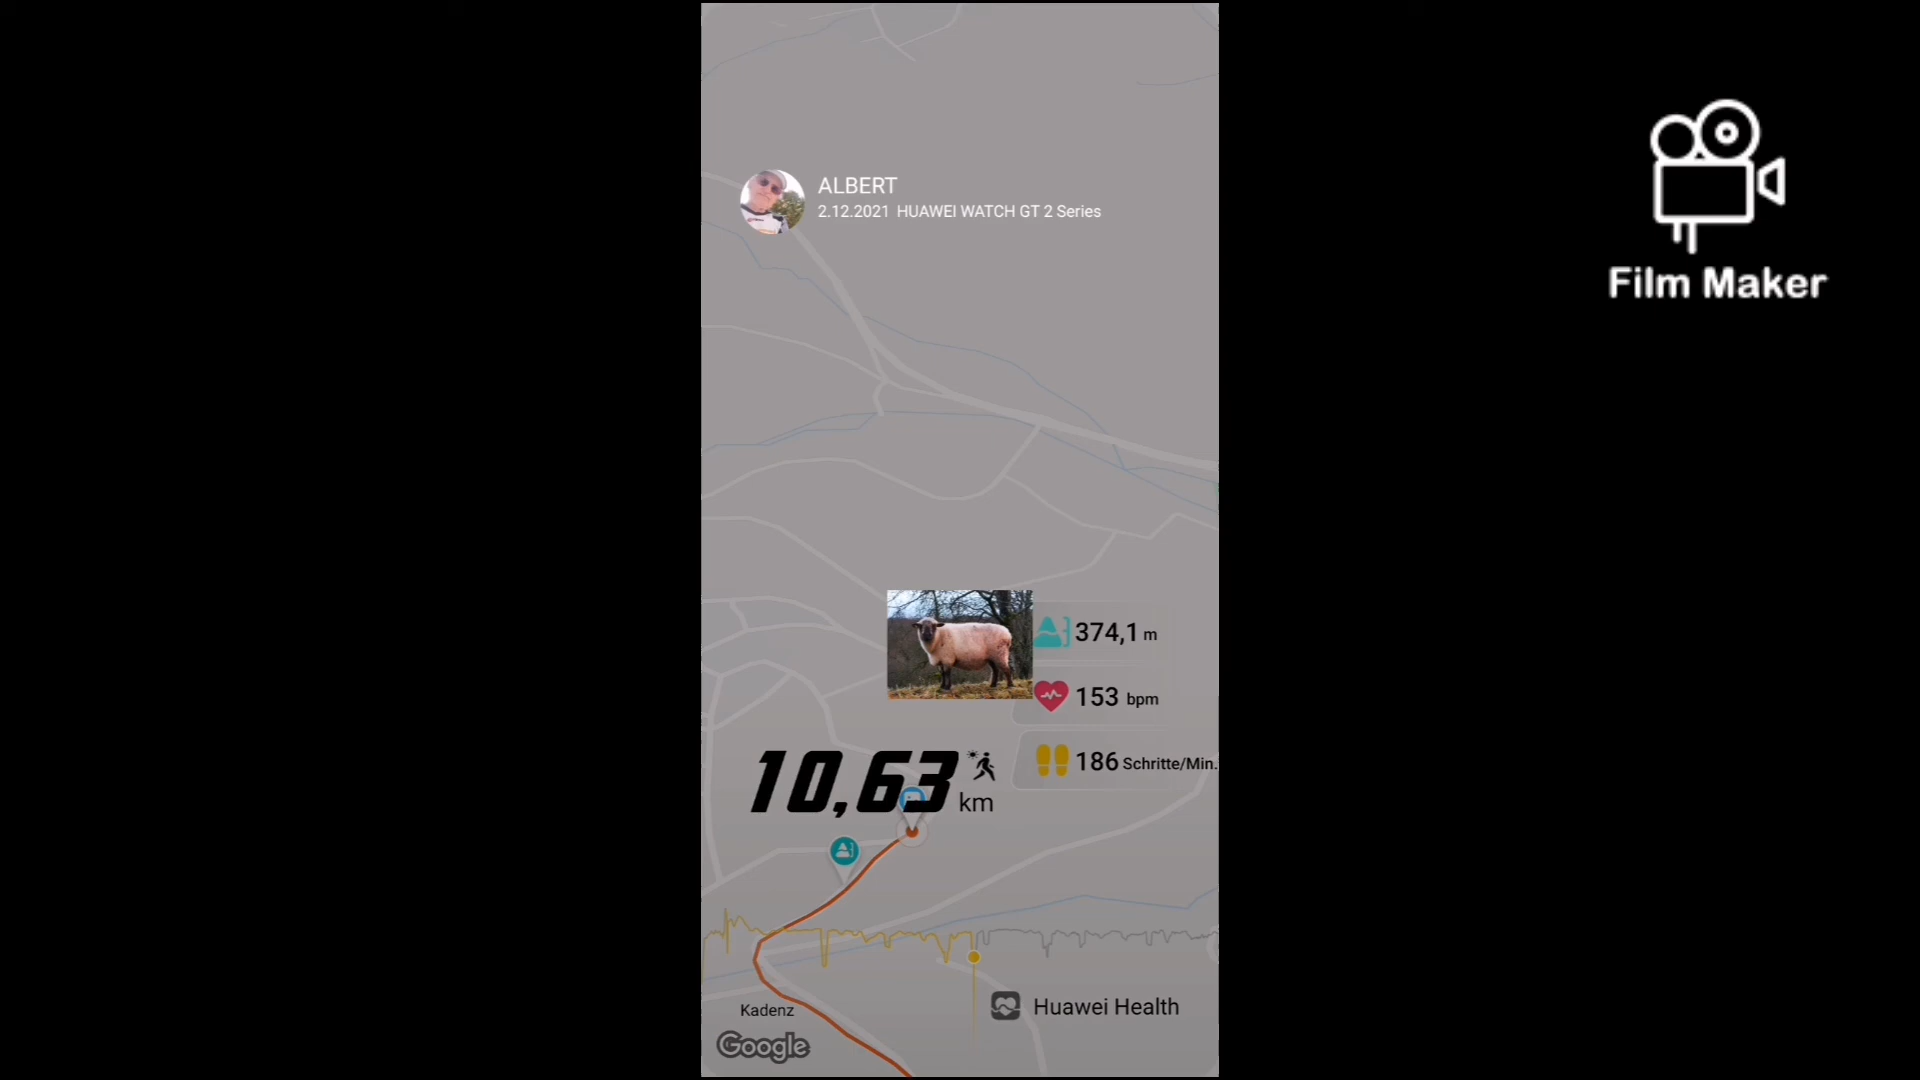 ALBERT
2.12.2021 HUAWEI WATCH GT 2 Series
Film Maker
374,1 m
153 bpm
186 Schritte/Min.
10,63 km
Kadenz
Huawei Health
Google